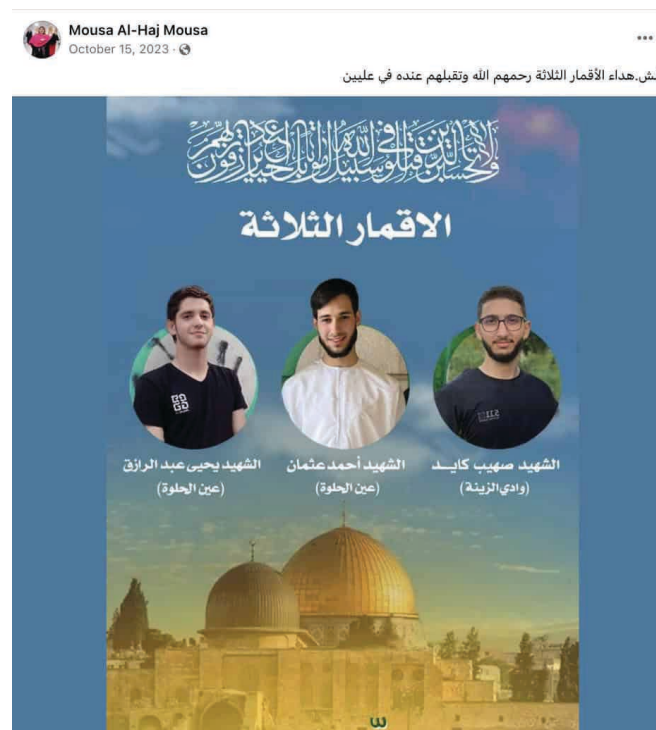 Mousa Al-Haj Mousa
October 15, 2023
ش.هداء الأقمار الثلاثة رحمهم الله وتقبلهم عنده في عليين
ولا تحسبن الذين قتلوا في سبيل الله أمواتا بل أحياء عند ربهم يرزقون
الاقمار الثلاثة
الشهيد صهيب كايـد
(وادي الزينة)
الشهيد أحمد عثمان
(عين الحلوة)
الشهيد يحيى عبد الرازق
(عين الحلوة)